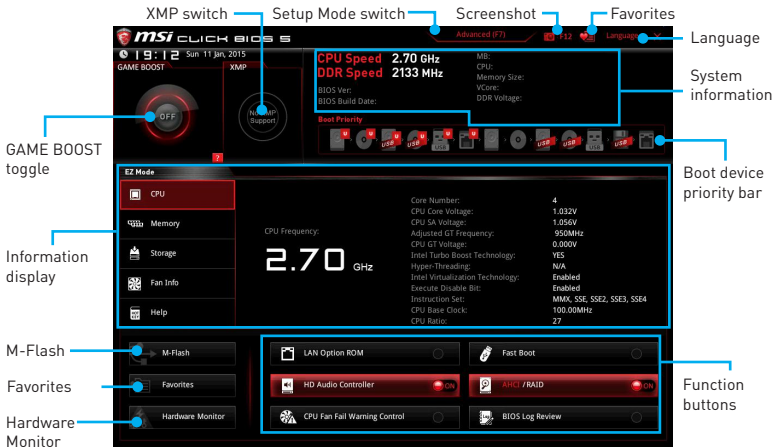 XMP switch
Setup Mode switch
Screenshot
Favorites
Language
System
information
Boot device
priority bar
Function
buttons
GAME BOOST
toggle
Information
display
M-Flash
Favorites
Hardware
Monitor
msi CLICK BIOS 5
Advanced (F7)
F12
Language
X
19:12 Sun 11 Jan, 2015
GAME BOOST
XMP
OFF
No XMP
Support
?
CPU Speed 2.70 GHz
DDR Speed 2133 MHz
BIOS Ver:
BIOS Build Date:
MB:
CPU:
Memory Size:
VCore:
DDR Voltage:
Boot Priority
U U U U U U
USB USB USB USB USB USB USB
EZ Mode
CPU
Memory
Storage
Fan Info
Help
CPU Frequency:
2.70 GHz
Core Number: 4
CPU Core Voltage: 1.032V
CPU SA Voltage: 1.056V
Adjusted GT Frequency: 950MHz
CPU GT Voltage: 0.000V
Intel Turbo Boost Technology: YES
Hyper-Threading: N/A
Intel Virtualization Technology: Enabled
Execute Disable Bit: Enabled
Instruction Set: MMX, SSE, SSE2, SSE3, SSE4
CPU Base Clock: 100.00MHz
CPU Ratio: 27
M-Flash
Favorites
Hardware Monitor
LAN Option ROM
Fast Boot
HD Audio Controller ON
AHCI /RAID ON
CPU Fan Fail Warning Control
BIOS Log Review